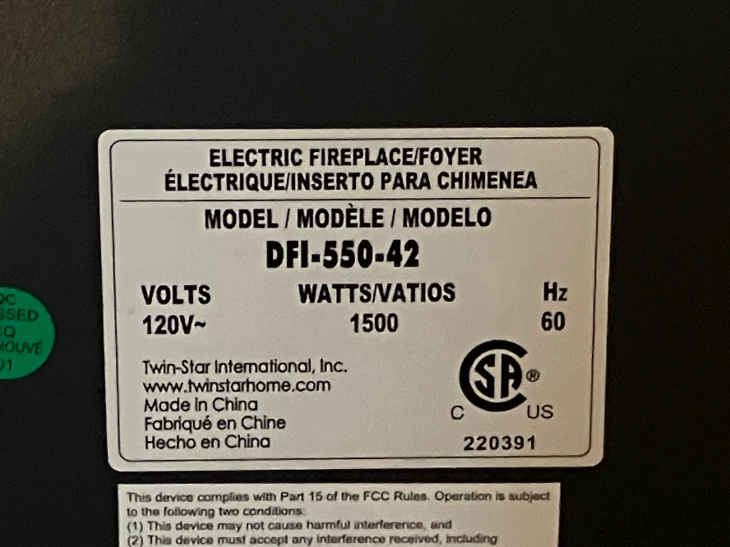 ELECTRIC FIREPLACE/FOYER
ÉLECTRIQUE/INSERTO PARA CHIMENEA
MODEL / MODÈLE / MODELO
DFI-550-42
VOLTS WATTS/VATIOS Hz
120V~ 1500 60
Twin-Star International, Inc.
www.twinstarhome.com
Made in China
Fabriqué en Chine
Hecho en China
SA ®
C US
220391
This device complies with Part 15 of the FCC Rules. Operation is subject
to the following two conditions:
(1) This device may not cause harmful interference, and
(2) This device must accept any interference received, including